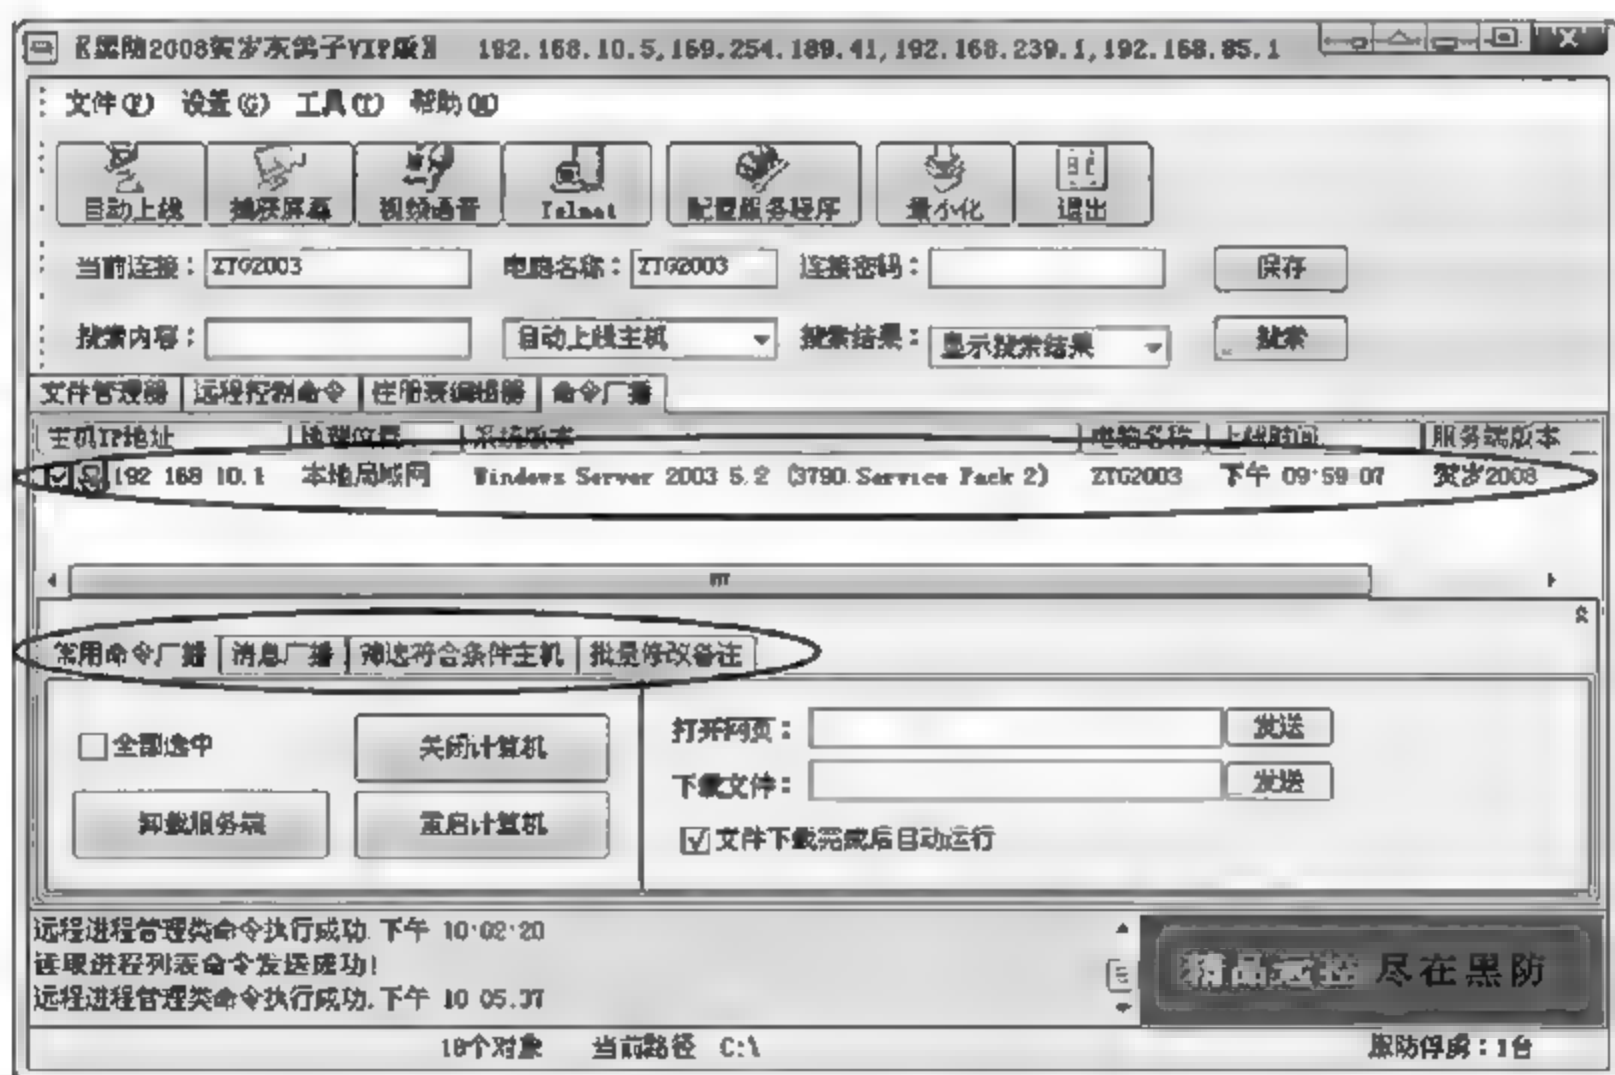 【黑防2008贺岁灰鸽子VIP版】 192.168.10.5,169.254.189.41,192.168.239.1,192.168.85.1
文件(F) 设置(G) 工具(T) 帮助(H)
自动上线 捕获屏幕 视频语音 Telnet 配置服务程序 最小化 退出
当前连接: ZTG2003 电脑名称: ZTG2003 连接密码: 保存
搜索内容: 自动上线主机 搜索结果: 显示搜索结果 搜索
文件管理器 远程控制命令 注册表编辑器 命令广播
主机IP地址 地理位置 系统版本 电脑名称 上线时间 服务端版本
192 168 10.1 本地局域网 Windows Server 2003 5.2 (3790.Service Pack 2) ZTG2003 下午 09:59:07 贺岁2008
常用命令广播 消息广播 筛选符合条件主机 批量修改备注
全部选中 关闭计算机 打开网页: 发送
下载文件: 发送
卸载服务端 重启计算机 文件下载完成后自动运行
远程进程管理类命令执行成功.下午 10:02:20
读取进程列表命令发送成功!
远程进程管理类命令执行成功.下午 10:05:37
精品远控 尽在黑防
18个对象 当前路径 C:\ 黑防俘虏:1台